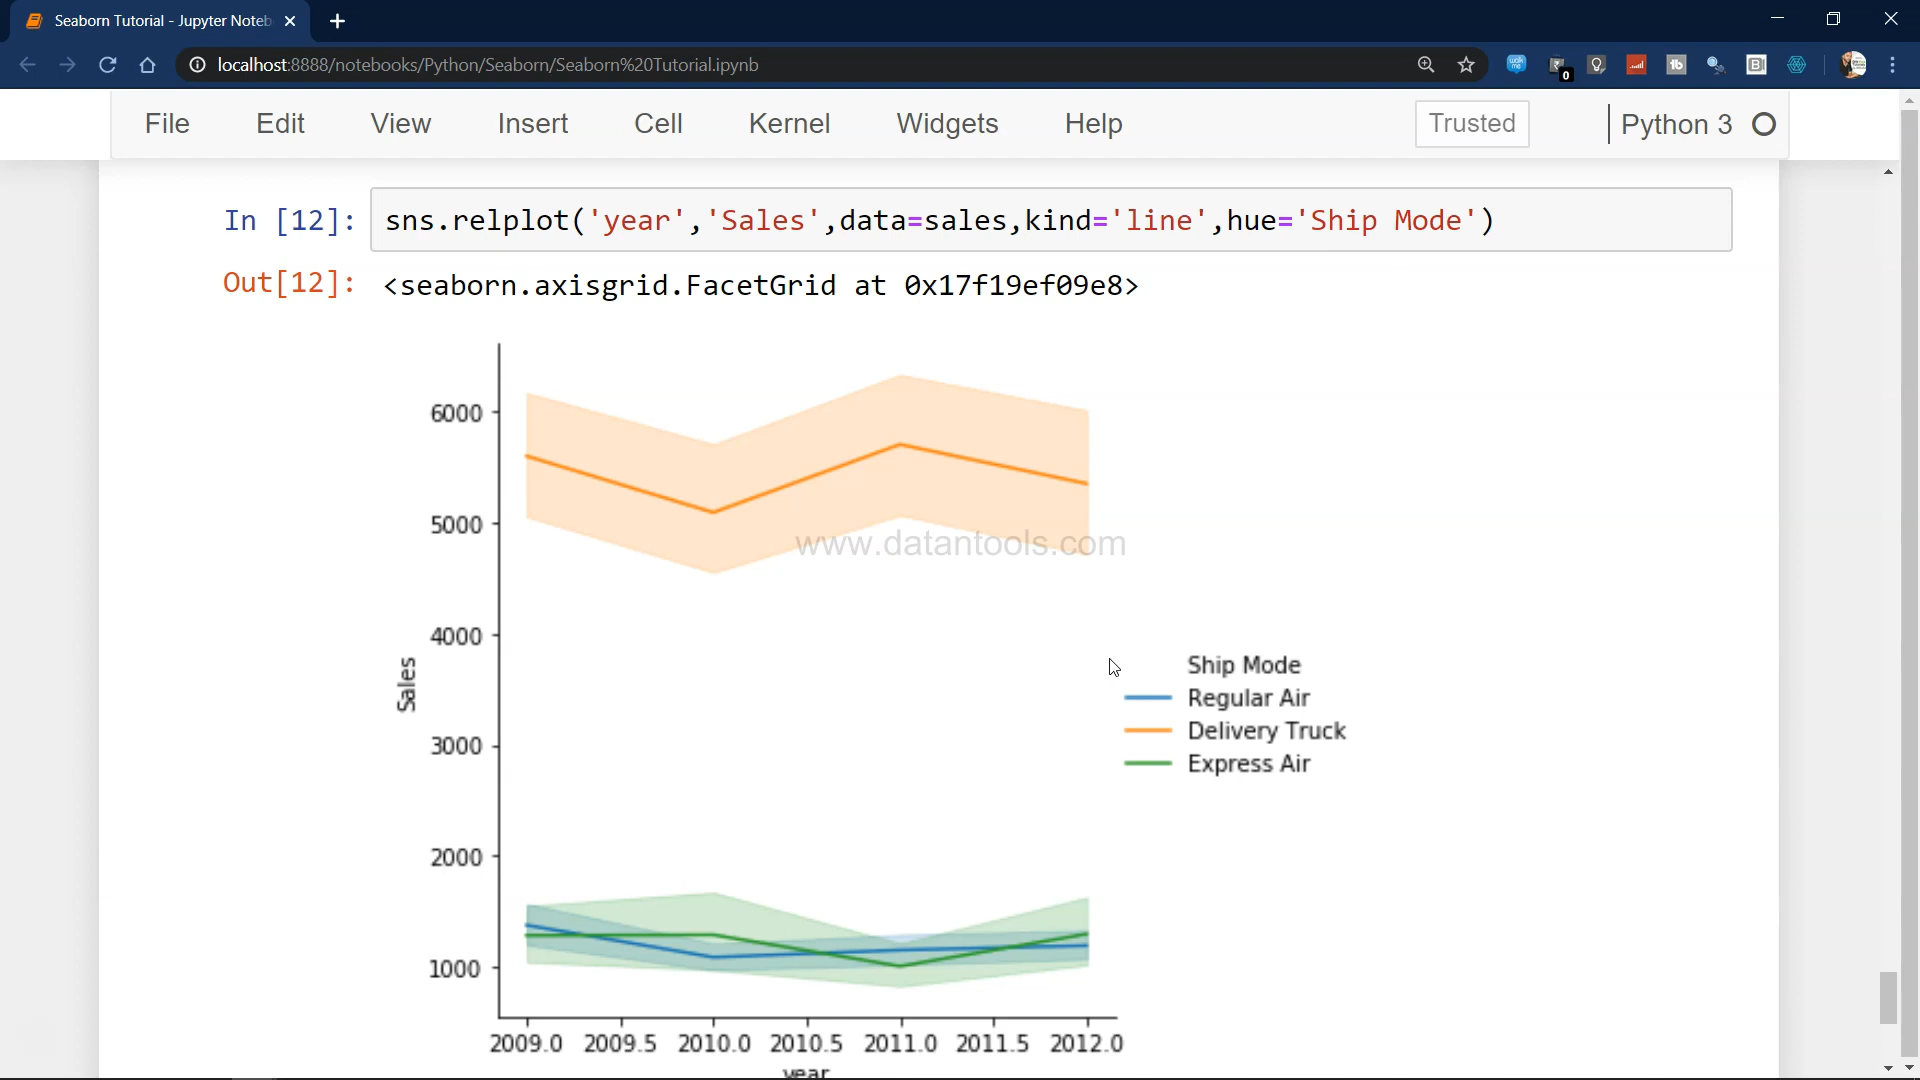 Seaborn Tutorial - Jupyter Noteb
localhost:8888/notebooks/Python/Seaborn/Seaborn%20Tutorial.ipynb
0
File Edit View Insert Cell Kernel Widgets Help Trusted Python 3
In [12]: sns.relplot('year','Sales',data=sales,kind='line',hue='Ship Mode')
Out[12]: <seaborn.axisgrid.FacetGrid at 0x17f19ef09e8>
6000
5000
www.datantools.com
4000
Sales
Ship Mode
Regular Air
Delivery Truck
3000
Express Air
2000
1000
2009.0 2009.5 2010.0 2010.5 2011.0 2011.5 2012.0
year